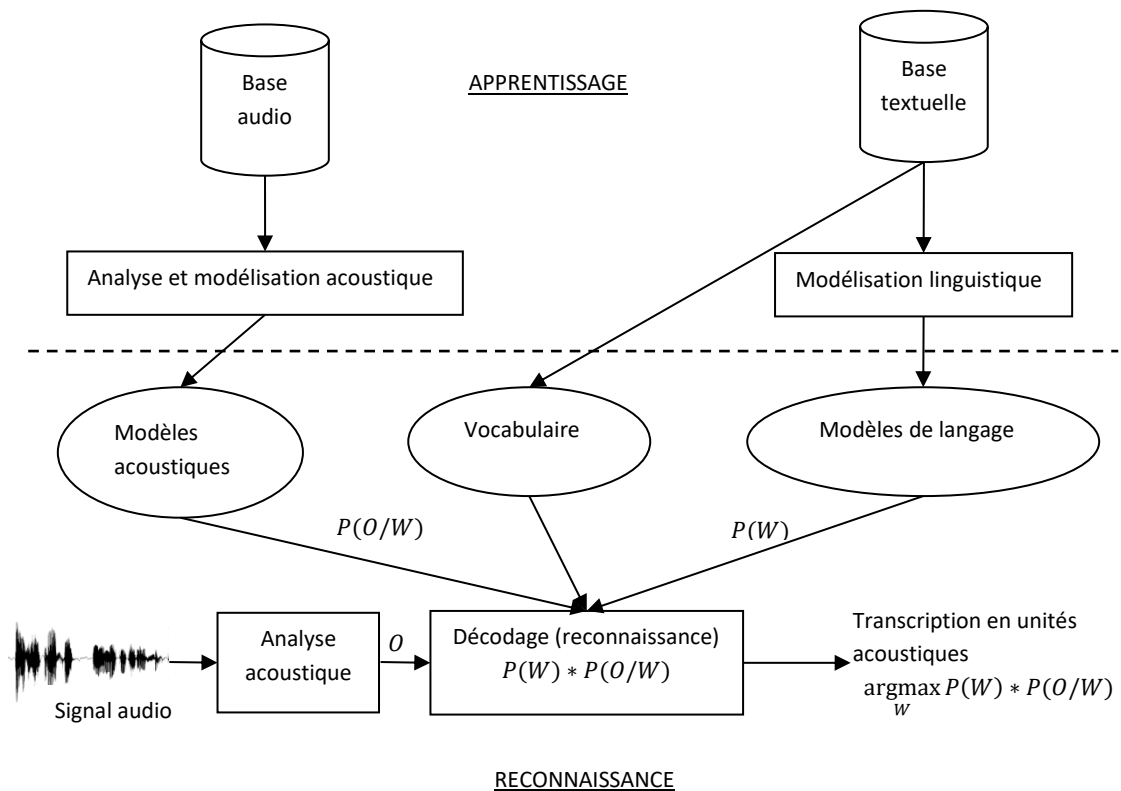 Base
audio
APPRENTISSAGE
Base
textuelle
Analyse et modélisation acoustique
Modélisation linguistique
Modèles
acoustiques
Vocabulaire
Modèles de langage
P(O/W)
P(W)
Signal audio
Analyse
acoustique
O
Décodage (reconnaissance)
P(W) ∗ P(O/W)
Transcription en unités
acoustiques
argmax P(W) ∗ P(O/W)
W
RECONNAISSANCE